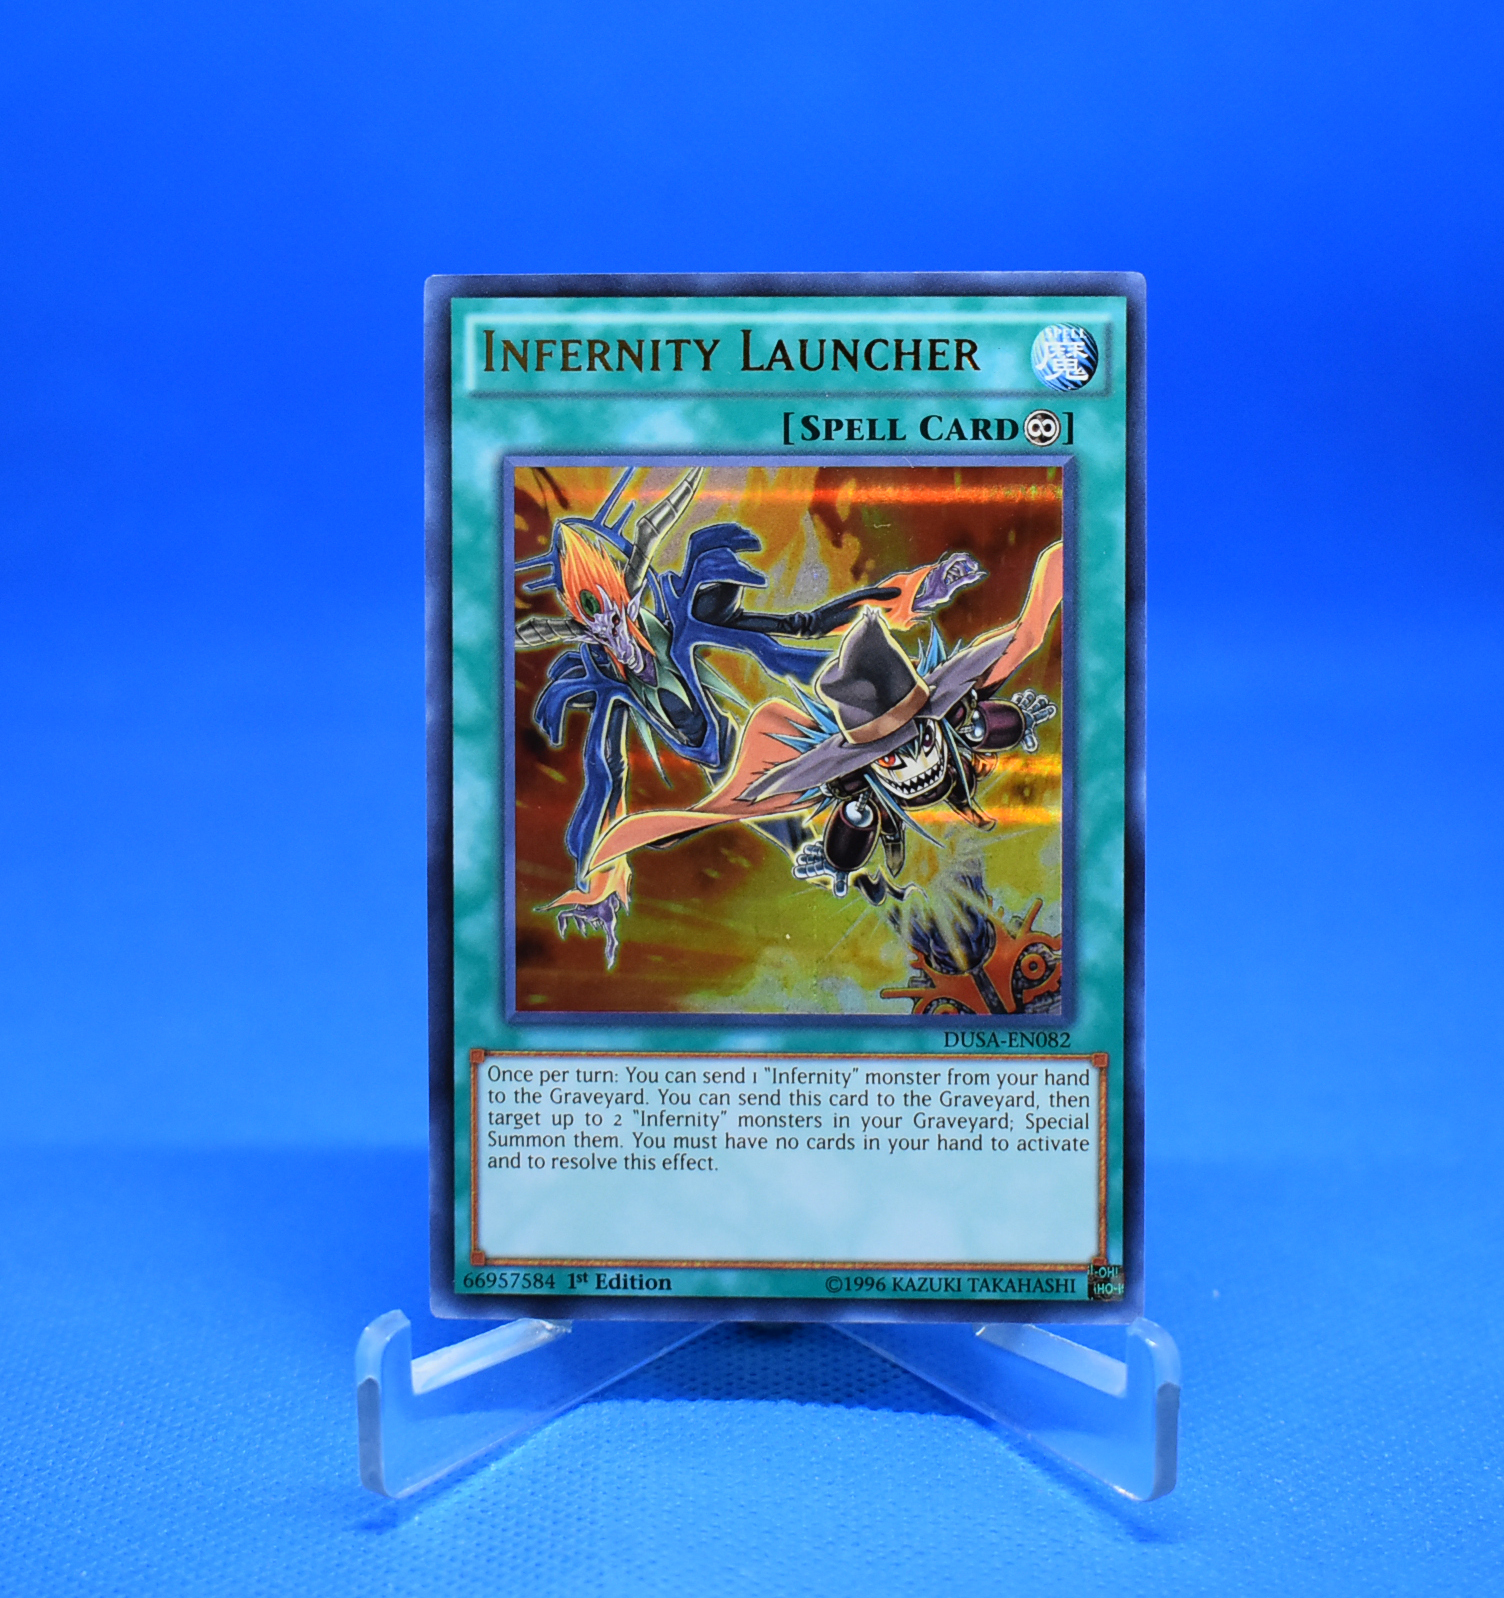 INFERNITY LAUNCHER
SPELL
魔
[SPELL CARD]
DUSA-EN082
Once per turn: You can send 1 "Infernity" monster from your hand
to the Graveyard. You can send this card to the Graveyard, then
target up to 2 "Infernity" monsters in your Graveyard; Special
Summon them. You must have no cards in your hand to activate
and to resolve this effect.
66957584 1st Edition
©1996 KAZUKI TAKAHASHI